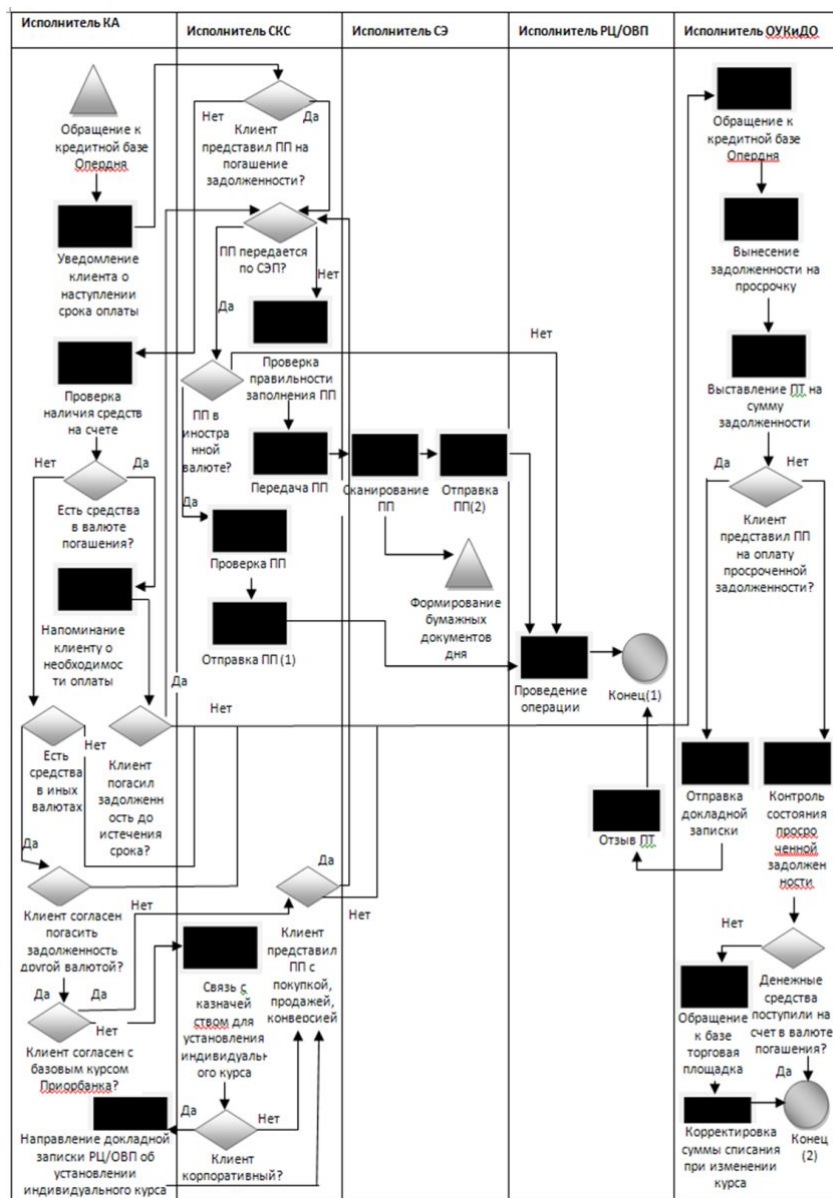 Исполнитель КА
Исполнитель СКС
Исполнитель СЭ
Исполнитель РЦ/ОВП
Исполнитель ОУКиДО
Обращение к
кредитной базе
Опердня
Уведомление
клиента о
наступлении
срока оплаты
Проверка
наличия средств
на счете
Нет
Да
Есть средства
в валюте
погашения?
Напоминание
клиенту о
необходимос
ти оплаты
Есть
средства
в иных
валютах
Нет
Да
Клиент
погасил
задолженн
ость до
истечения
срока?
Да
Нет
Клиент согласен
погасить
задолженность
другой валютой?
Нет
Да
Да
Нет
Клиент согласен с
базовым курсом
Приорбанка?
Направление докладной
записки РЦ/ОВП об
установлении
индивидуального курса
Нет
Да
Клиент
представил ПП на
погашение
задолженности?
ПП передается
по СЭП?
Нет
Да
Проверка
правильности
заполнения ПП
ПП в
иностра
нной
валюте?
Нет
Да
Передача ПП
Проверка ПП
Отправка ПП (1)
Связь с
казначей
ством для
установления
индивидуальн
ого курса
Да
Нет
Клиент
корпоративный?
Да
Нет
Клиент
представил
ПП с
покупкой,
продажей,
конверсией
Сканирование
ПП
Отправка
ПП(2)
Формирование
бумажных
документов
дня
Проведение
операции
Конец(1)
Отзыв ПТ
Обращение к
кредитной базе
Опердня
Вынесение
задолженности на
просрочку
Выставление ПТ на
сумму
задолженности
Да
Нет
Клиент
представил ПП
на оплату
просроченной
задолженности?
Отправка
докладной
записки
Контроль
состояния
просро
ченной
задолжен
ности
Нет
Денежные
средства
поступили на
счет в валюте
погашения?
Да
Обращение
к базе
торговая
площадка
Корректировка
суммы списания
при изменении
курса
Конец
(2)